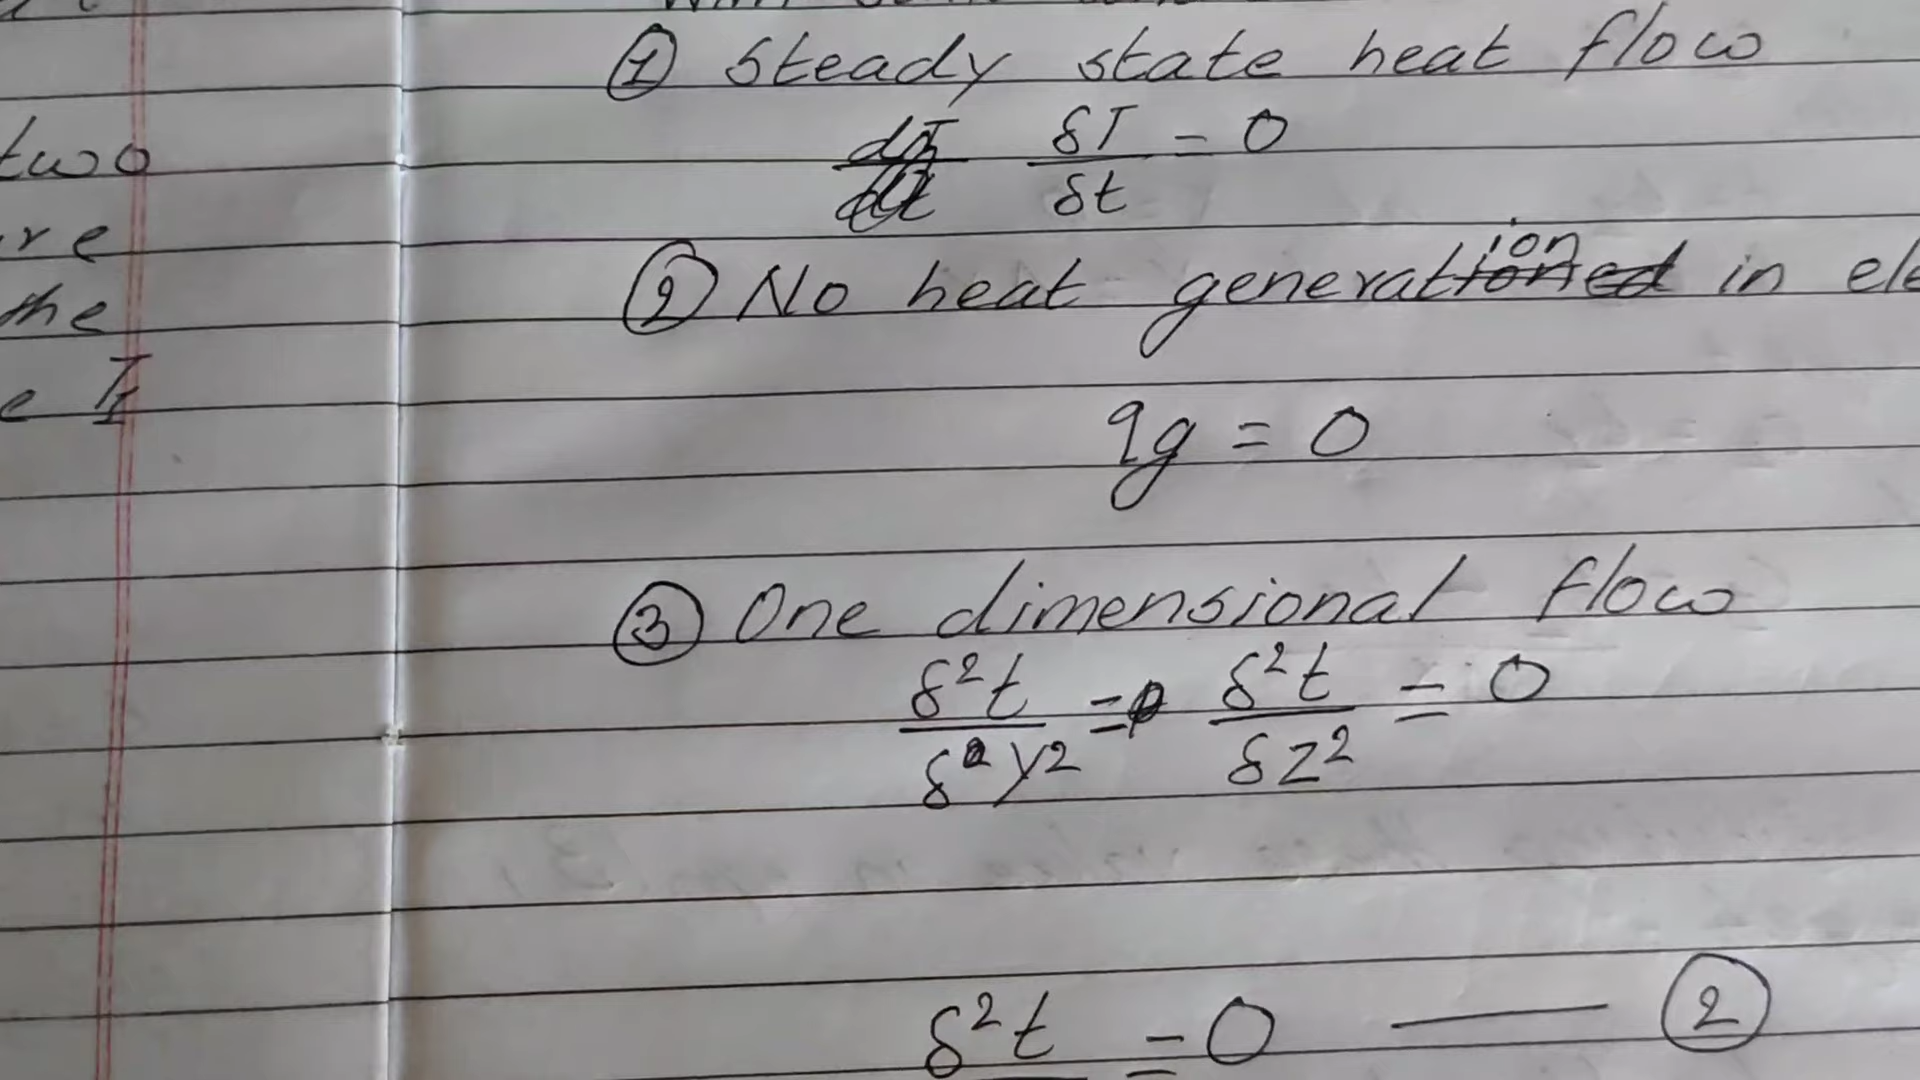 two
re
the
e T1
① Steady state heat flow
δT/δt = 0
② No heat generation in ele
qg = 0
③ One dimensional flow
δ²t/δy² = δ²t/δz² = 0
δ²t = 0 — ②